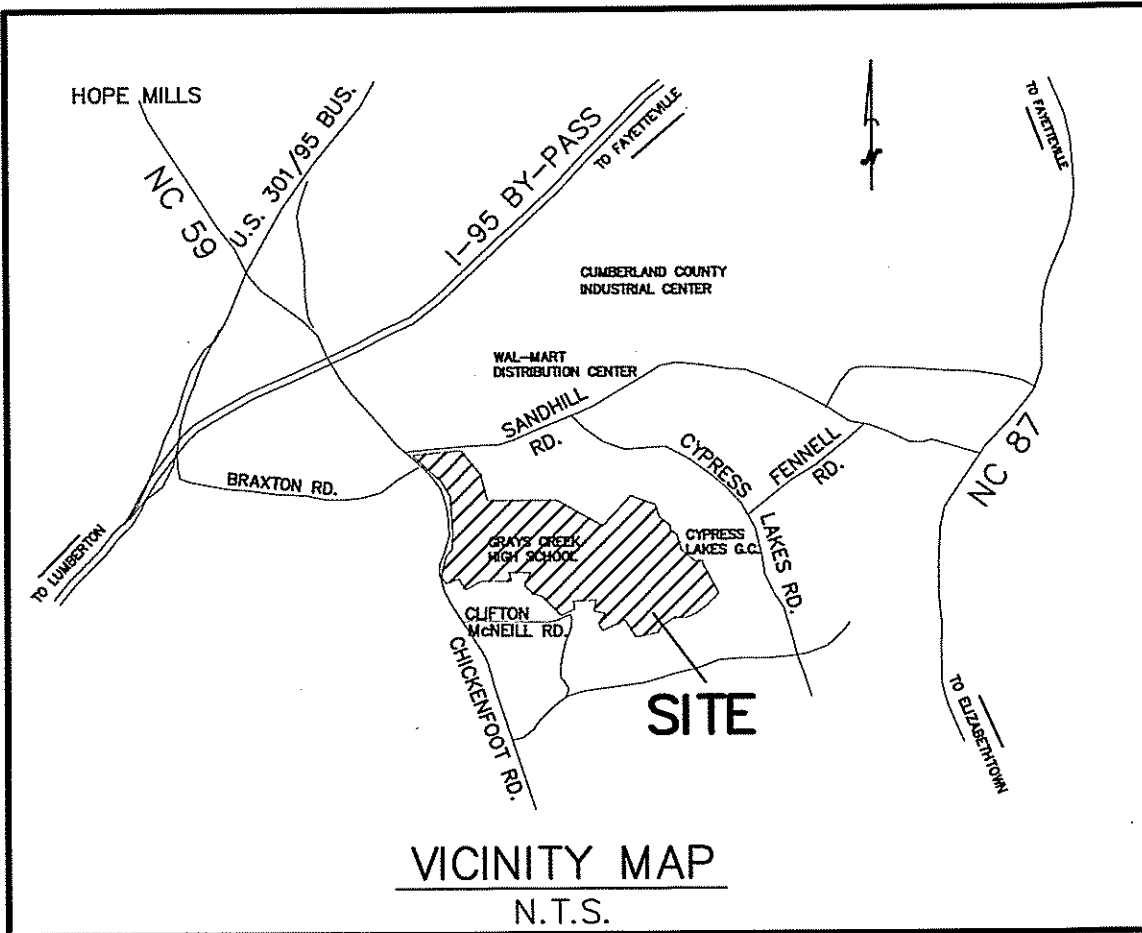 HOPE MILLS
NC 59
U.S. 301/95 BUS.
I-95 BY-PASS
TO FAYETTEVILLE
N
TO FAYETTEVILLE
CUMBERLAND COUNTY
INDUSTRIAL CENTER
WAL-MART
DISTRIBUTION CENTER
SANDHILL
RD.
CYPRESS
LAKES RD.
FENNELL
RD.
NC 87
BRAXTON RD.
GRAYS CREEK
HIGH SCHOOL
CYPRESS
LAKES G.C.
TO LUMBERTON
CLIFTON
McNEILL RD.
CHICKENFOOT RD.
SITE
TO ELIZABETHTOWN
VICINITY MAP
N.T.S.